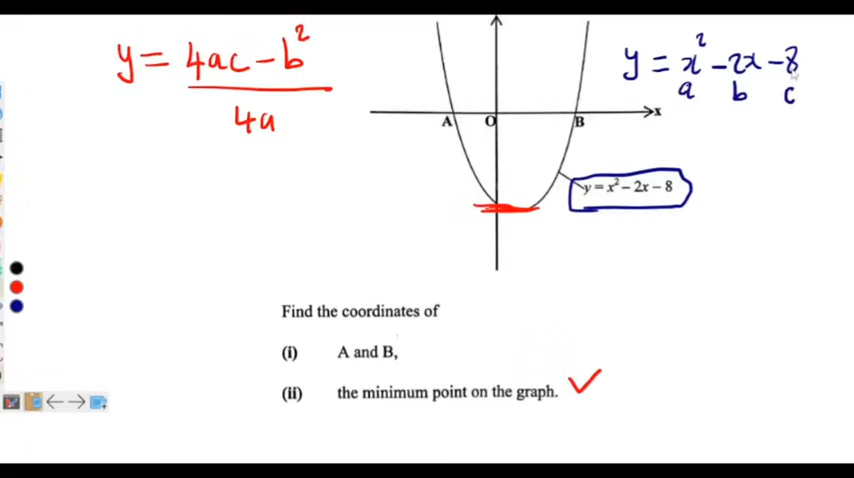 y = 4ac - b²
4a
y = x² - 2x - 8
a b c
A O B x
y = x² - 2x - 8
Find the coordinates of
(i) A and B,
(ii) the minimum point on the graph.